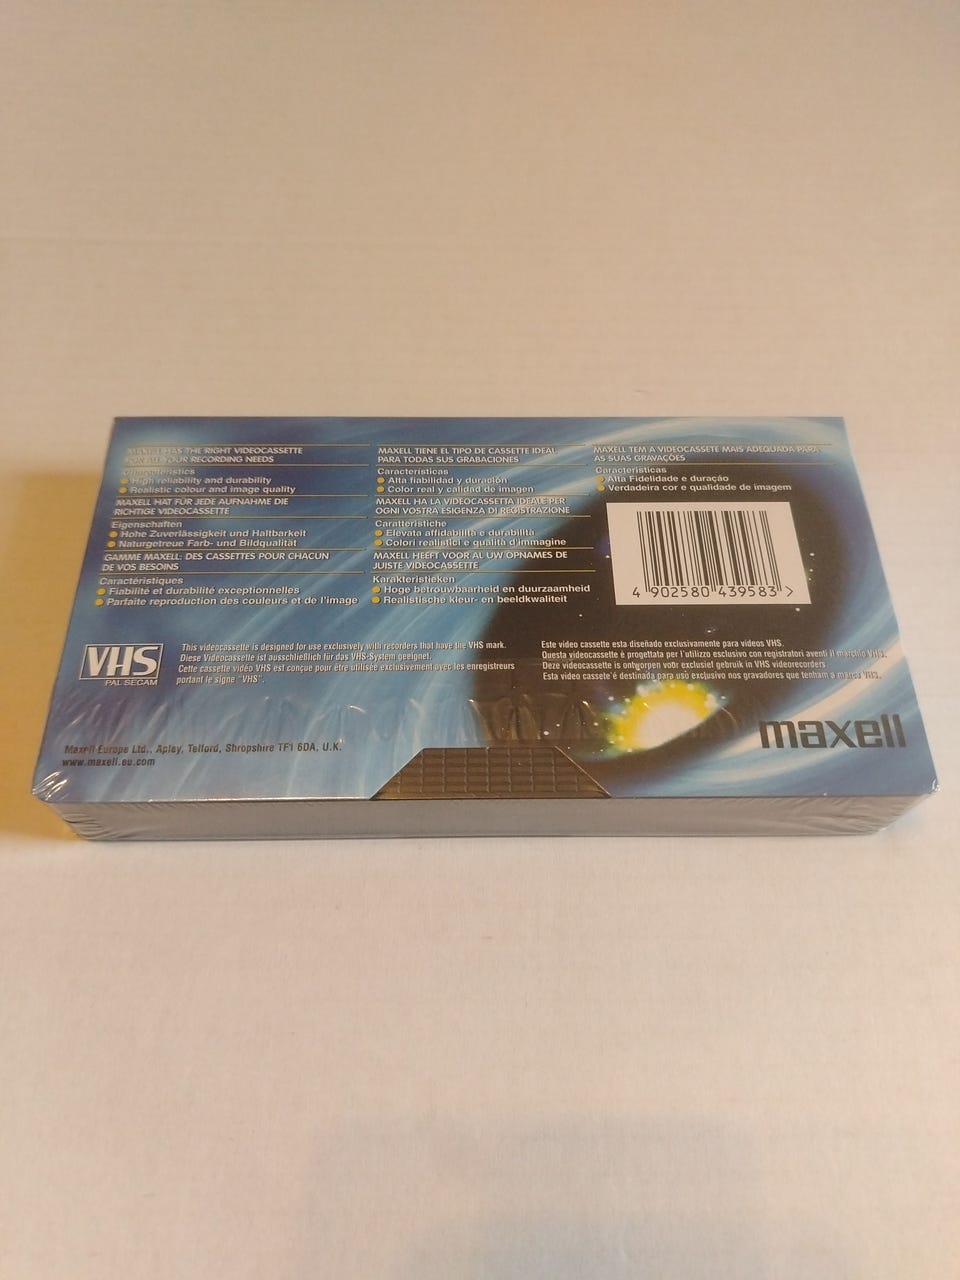 MAXELL HAS THE RIGHT VIDEOCASSETTE
FOR ALL YOUR RECORDING NEEDS
Characteristics
High reliability and durability
Realistic colour and image quality
MAXELL HAT FÜR JEDE AUFNAHME DIE
RICHTIGE VIDEOCASSETTE
Eigenschaften
Hohe Zuverlässigkeit und Haltbarkeit
Naturgetreue Farb- und Bildqualität
GAMME MAXELL: DES CASSETTES POUR CHACUN
DE VOS BESOINS
Caractéristiques
Fiabilité et durabilité exceptionnelles
Parfaite reproduction des couleurs et de l'image
MAXELL TIENE EL TIPO DE CASSETTE IDEAL
PARA TODAS SUS GRABACIONES
Caracteristicas
Alta fiabilidad y duración
Color real y calidad de imagen
MAXELL HA LA VIDEOCASSETTA IDEALE PER
OGNI VOSTRA ESIGENZA DI REGISTRAZIONE
Caratteristiche
Elevata affidabilità e durabilità
Colori realistici e qualità d'immagine
MAXELL HEEFT VOOR AL UW OPNAMES DE
JUISTE VIDEOCASSETTE
Karakteristieken
Hoge betrouwbaarheid en duurzaamheid
Realistische kleur- en beeldkwaliteit
MAXELL TEM A VIDEOCASSETE MAIS ADEQUADA PARA
AS SUAS GRAVAÇÕES
Caracteristicas
Alta Fidelidade e duração
Verdadeira cor e qualidade de imagem
4 902580 439583 >
VHS
PAL SECAM
This videocassette is designed for use exclusively with recorders that have the VHS mark.
Diese Videocassette ist ausschließlich für das VHS-System geeignet.
Cette cassette vidéo VHS est conçue pour être utilisée exclusivement avec les enregistreurs
portant le signe "VHS".
Este video cassette esta diseñado exclusivamente para videos VHS.
Questa videocassette è progettata per l'utilizzo esclusivo con registratori aventi il marchio VHS.
Deze videocassette is ontworpen voor exclusief gebruik in VHS videorecorders
Esta video cassete é destinada para uso exclusivo nos gravadores que tenham a marca VHS.
maxell
Maxell Europe Ltd., Apley, Telford, Shropshire TF1 6DA, U.K.
www.maxell.eu.com